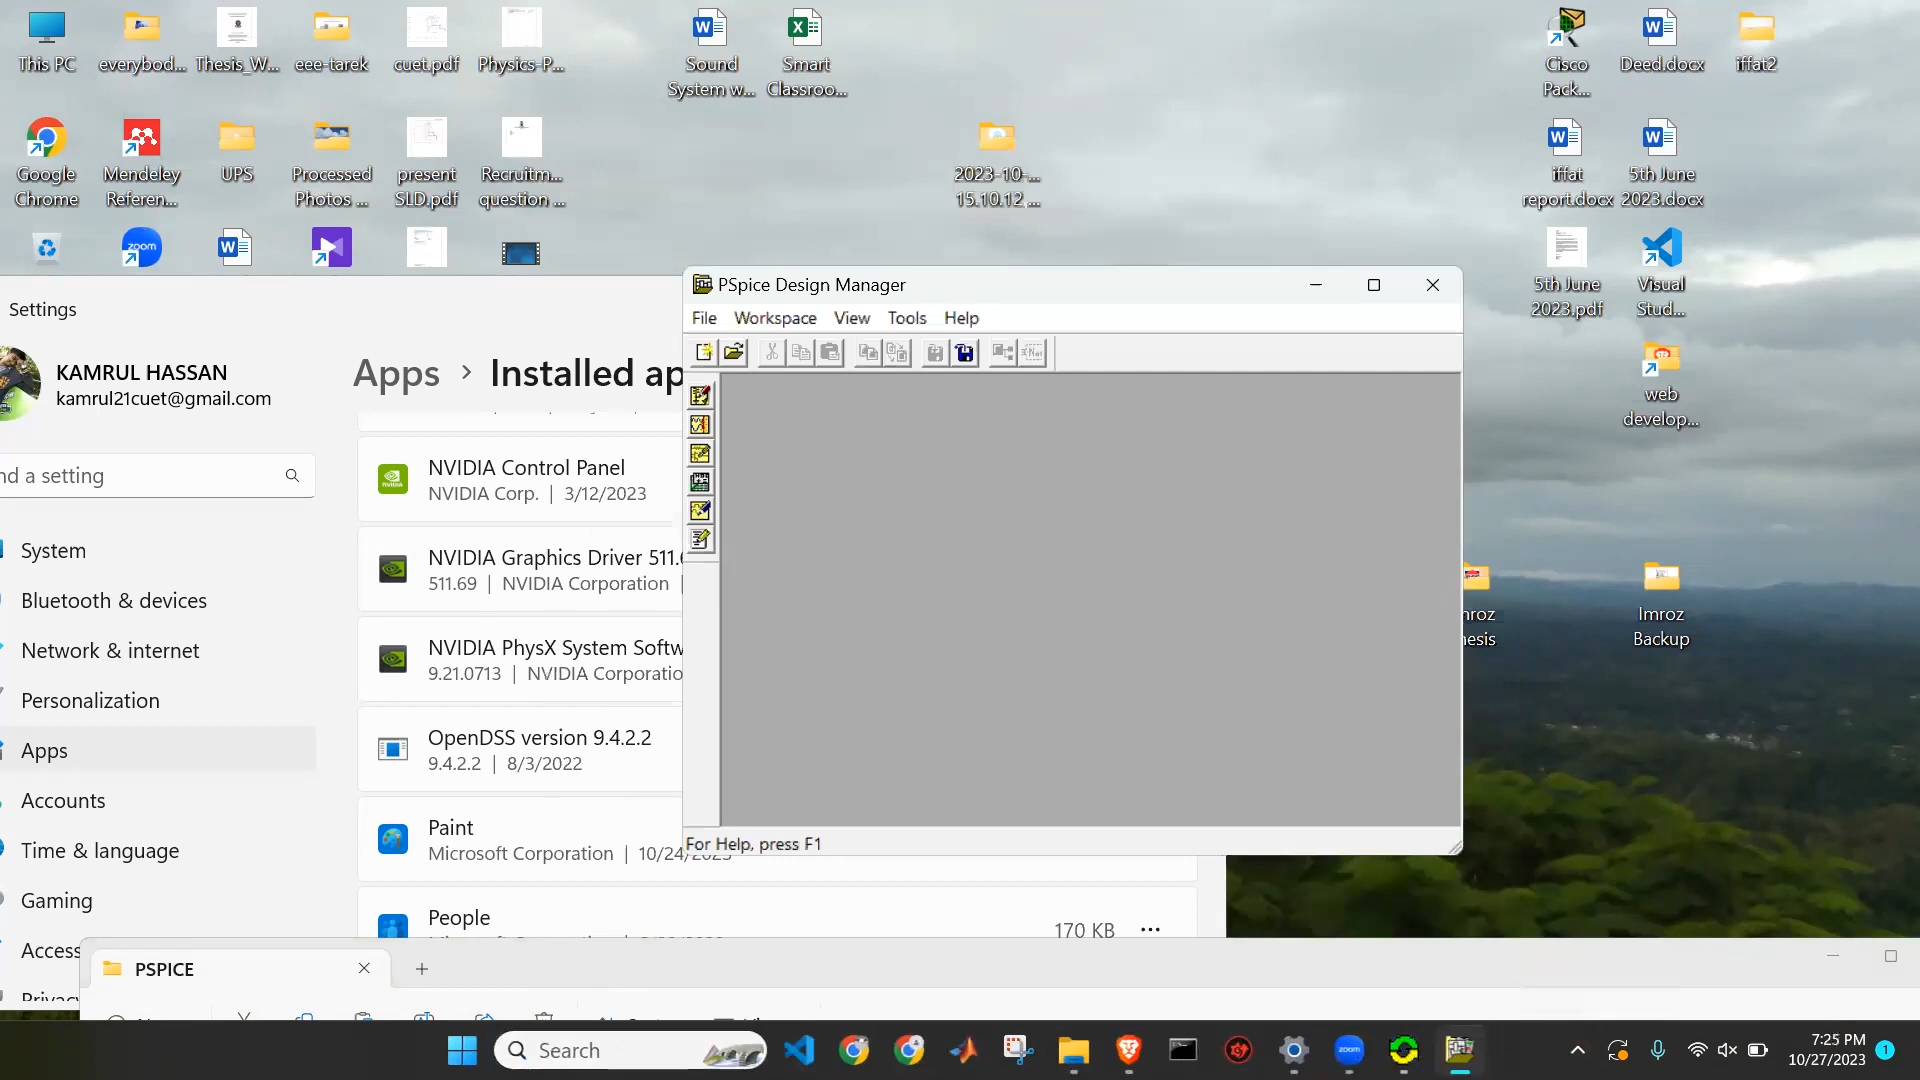 This PC
everybod...
Thesis_W...
eee-tarek
cuet.pdf
Physics-P...
Sound
System w...
Smart
Classroo...
Cisco
Pack...
Deed.docx
iffat2
Google
Chrome
Mendeley
Referen...
UPS
Processed
Photos ...
present
SLD.pdf
Recruitm...
question ...
2023-10-...
15.10.12 ...
iffat
report.docx
5th June
2023.docx
zoom
5th June
2023.pdf
Visual
Stud...
web
develop...
Imroz
Backup
Settings
KAMRUL HASSAN
kamrul21cuet@gmail.com
nd a setting
System
Bluetooth & devices
Network & internet
Personalization
Apps
Accounts
Time & language
Gaming
Access
Privacy
Apps > Installed ap
NVIDIA Control Panel
NVIDIA Corp. | 3/12/2023
NVIDIA Graphics Driver 511.6
511.69 | NVIDIA Corporation |
NVIDIA PhysX System Softw
9.21.0713 | NVIDIA Corporatio
OpenDSS version 9.4.2.2
9.4.2.2 | 8/3/2022
Paint
Microsoft Corporation | 10/24/2023
People
170 KB
PSpice Design Manager
File Workspace View Tools Help
For Help, press F1
PSPICE
Search
zoom
7:25 PM
10/27/2023
1